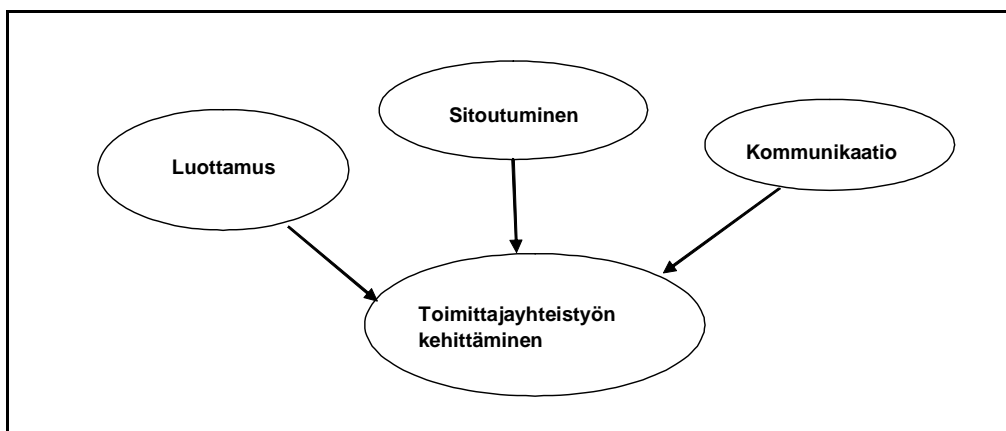 Luottamus
Sitoutuminen
Kommunikaatio
Toimittajayhteistyön
kehittäminen